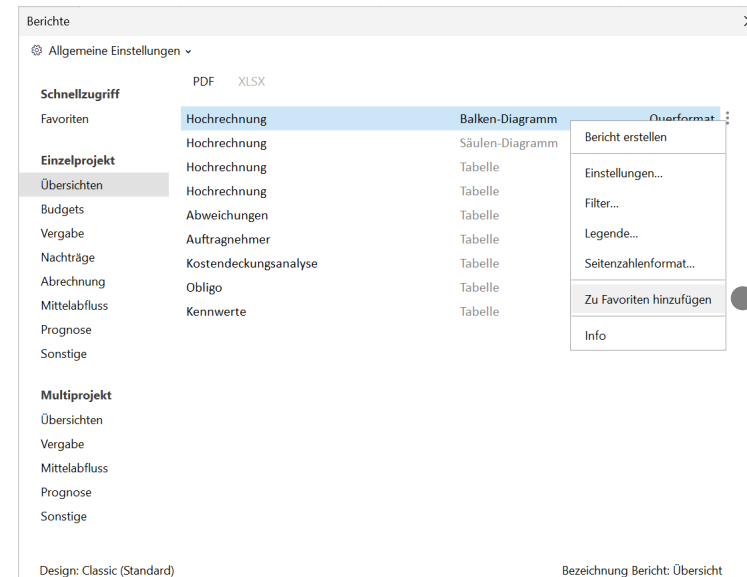 Berichte
Allgemeine Einstellungen
PDF XLSX
Schnellzugriff
Favoriten
Einzelprojekt
Übersichten
Budgets
Vergabe
Nachträge
Abrechnung
Mittelabfluss
Prognose
Sonstige
Multiprojekt
Übersichten
Vergabe
Mittelabfluss
Prognose
Sonstige
Hochrechnung Balken-Diagramm Querformat
Hochrechnung Säulen-Diagramm
Hochrechnung Tabelle
Hochrechnung Tabelle
Abweichungen Tabelle
Auftragnehmer Tabelle
Kostendeckungsanalyse Tabelle
Obligo Tabelle
Kennwerte Tabelle
Bericht erstellen
Einstellungen...
Filter...
Legende...
Seitenzahlenformat...
Zu Favoriten hinzufügen
Info
Design: Classic (Standard) Bezeichnung Bericht: Übersicht